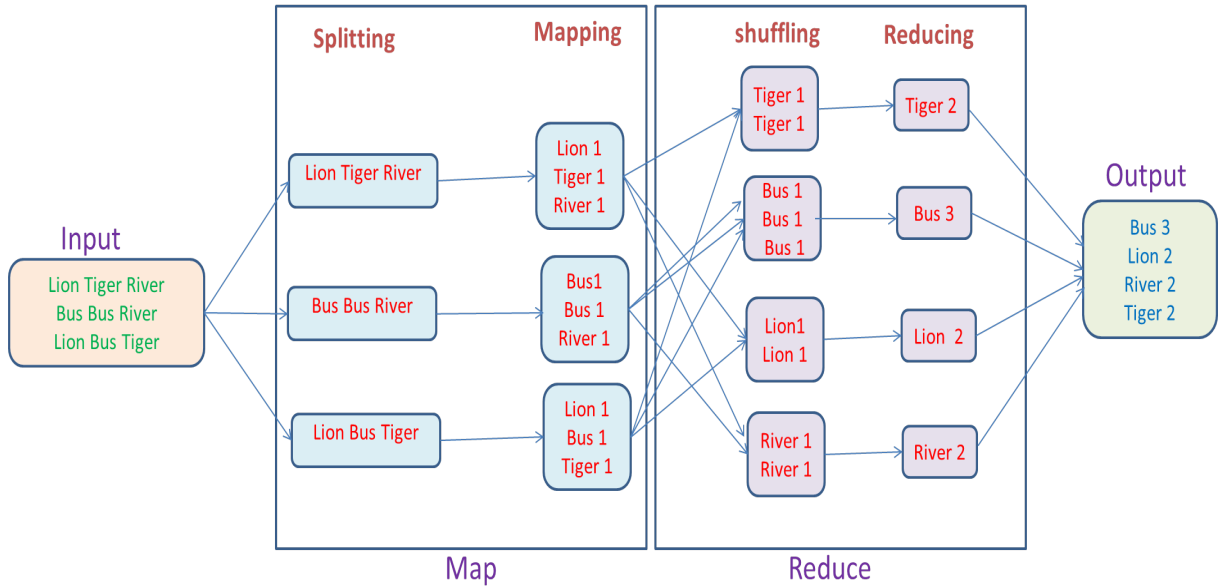 Splitting
Mapping
shuffling
Reducing
Input
Lion Tiger River
Bus Bus River
Lion Bus Tiger
Lion Tiger River
Bus Bus River
Lion Bus Tiger
Lion 1
Tiger 1
River 1
Bus1
Bus 1
River 1
Lion 1
Bus 1
Tiger 1
Tiger 1
Tiger 1
Bus 1
Bus 1
Bus 1
Lion1
Lion 1
River 1
River 1
Tiger 2
Bus 3
Lion 2
River 2
Output
Bus 3
Lion 2
River 2
Tiger 2
Map
Reduce